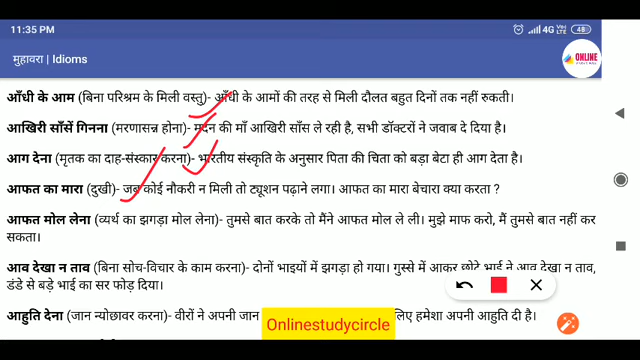 11:35 PM
4G VoLTE 48
मुहावरा | Idioms
ONLINE
आँधी के आम (बिना परिश्रम के मिली वस्तु)- आँधी के आमों की तरह से मिली दौलत बहुत दिनों तक नहीं रुकती।
आखिरी साँसें गिनना (मरणासन्न होना)- मदन की माँ आखिरी साँस ले रही है, सभी डॉक्टरों ने जवाब दे दिया है।
आग देना (मृतक का दाह-संस्कार करना)- भारतीय संस्कृति के अनुसार पिता की चिता को बड़ा बेटा ही आग देता है।
आफत का मारा (दुखी)- जब कोई नौकरी न मिली तो ट्यूशन पढ़ाने लगा। आफत का मारा बेचारा क्या करता ?
आफत मोल लेना (व्यर्थ का झगड़ा मोल लेना)- तुमसे बात करके तो मैंने आफत मोल ले ली। मुझे माफ करो, मैं तुमसे बात नहीं कर
सकता।
आव देखा न ताव (बिना सोच-विचार के काम करना)- दोनों भाइयों में झगड़ा हो गया। गुस्से में आकर छोटे भाई ने आव देखा न ताव,
डंडे से बड़े भाई का सर फोड़ दिया।
आहुति देना (जान न्योछावर करना)- वीरों ने अपनी जान लिए हमेशा अपनी आहुति दी है।
Onlinestudycircle